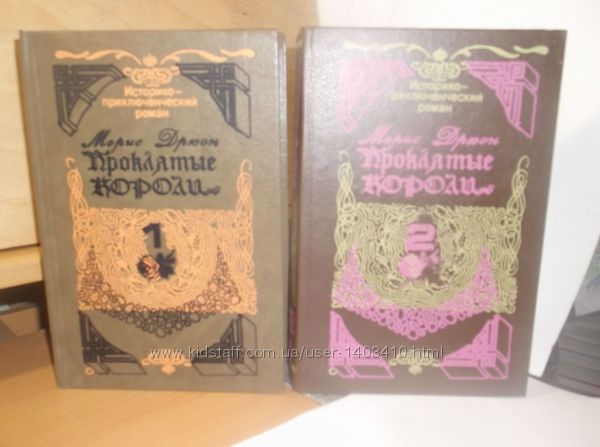 Историко-
приключенческий
роман
Морис Дрюон
Проклятые
короли
1
Историко-
приключенческий
роман
Морис Дрюон
Проклятые
короли
2
www.kidstaff.com.ua/user-1403410.html